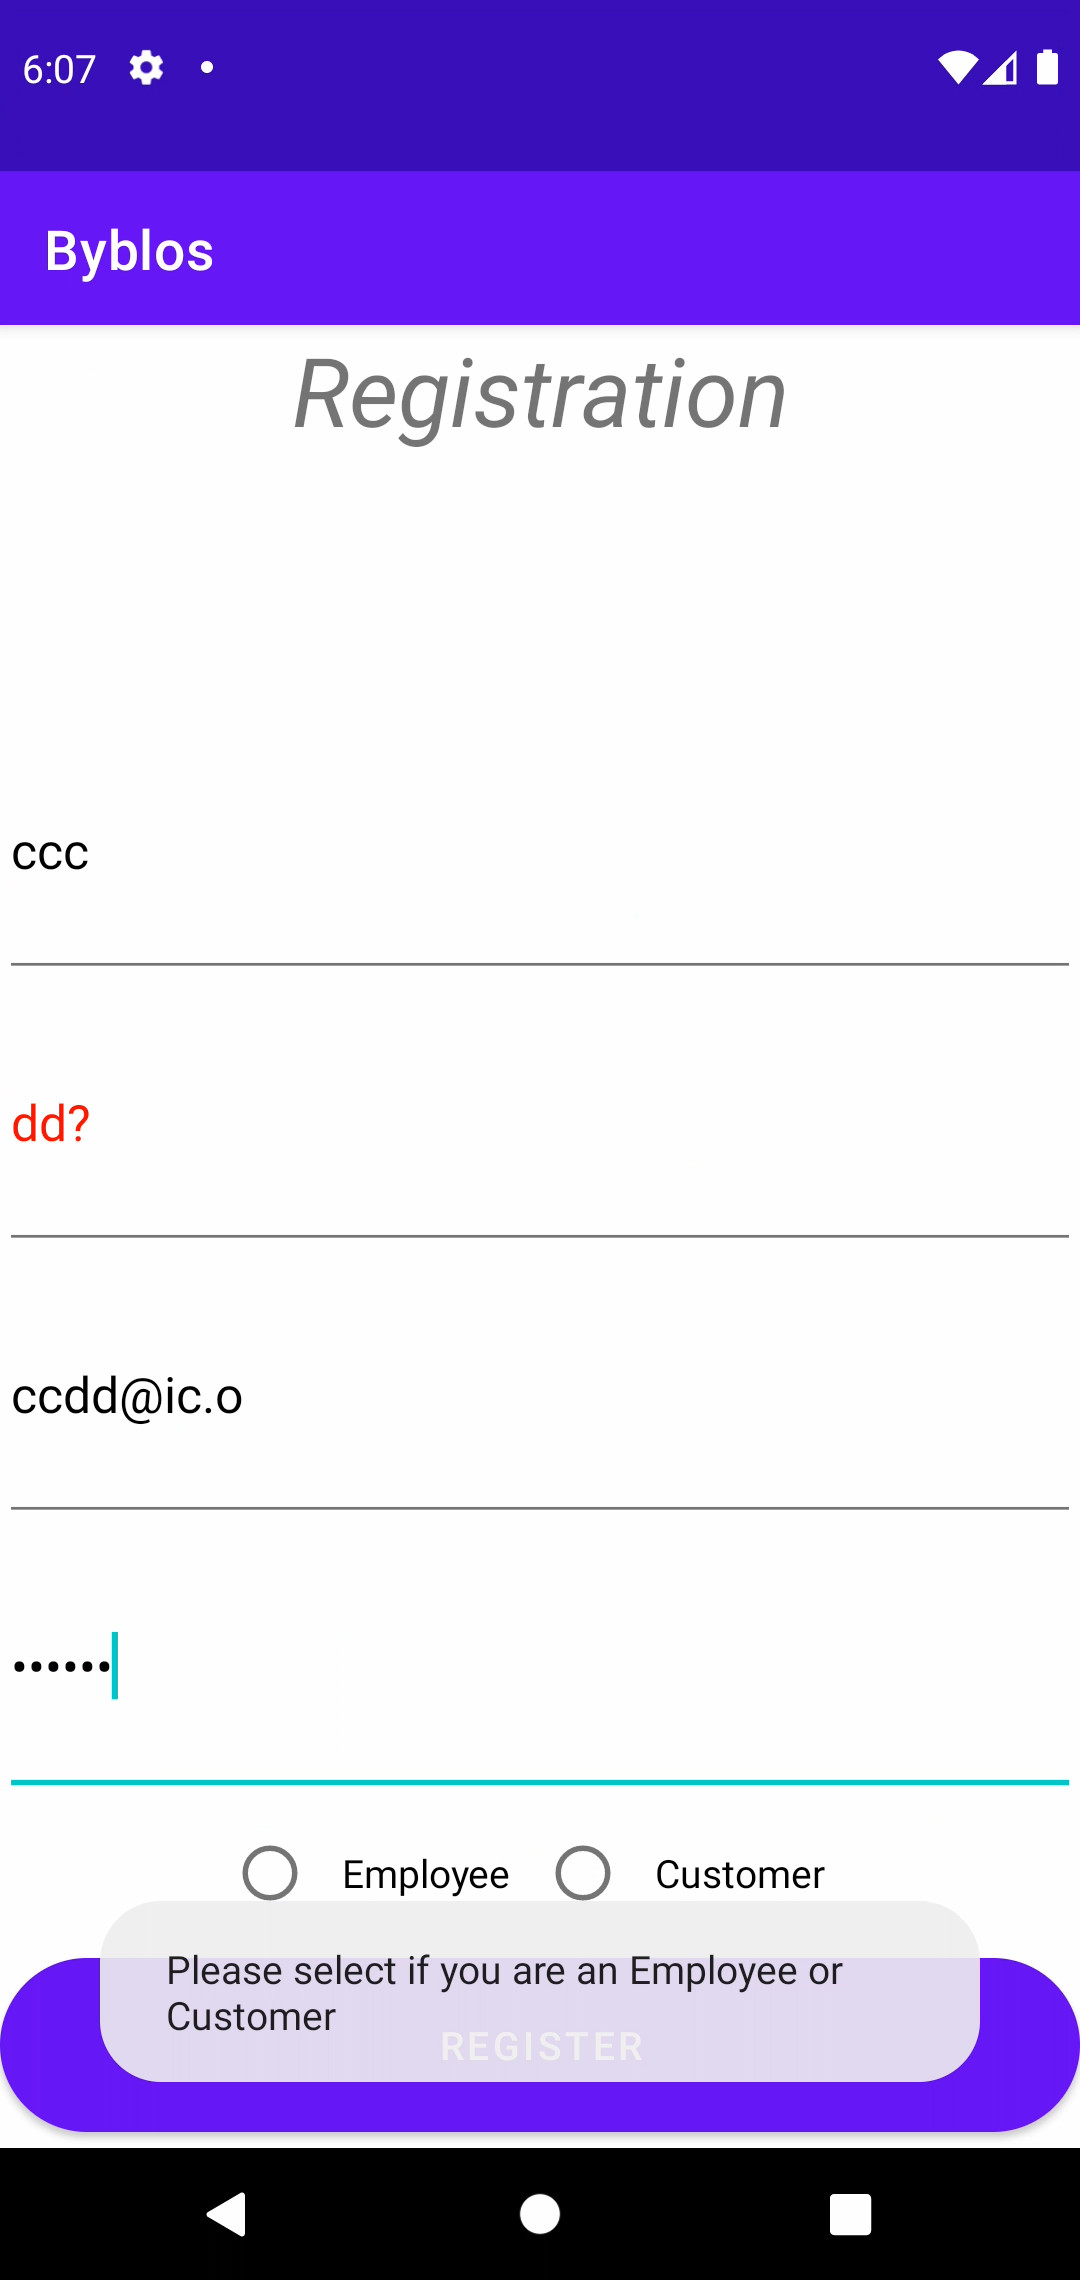 6:07
Byblos
Registration
ccc
dd?
ccdd@ic.o
••••••
Employee
Customer
Please select if you are an Employee or
Customer
REGISTER